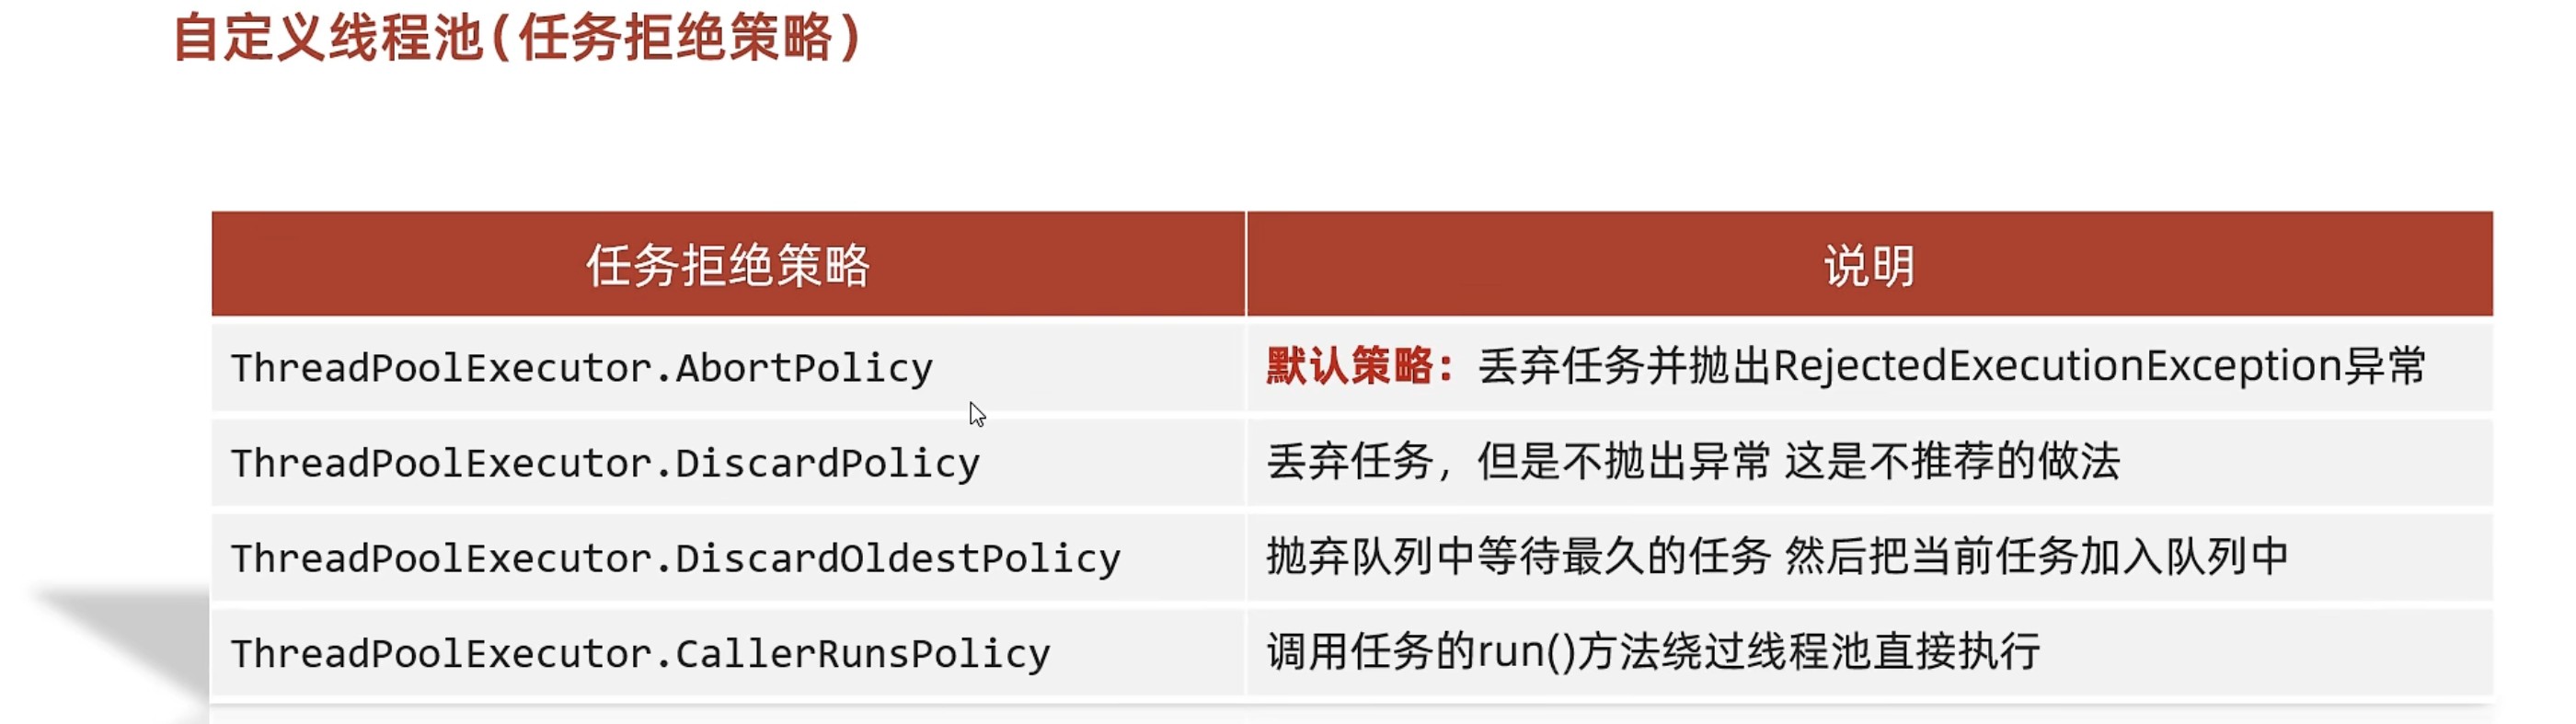 自定义线程池(任务拒绝策略)
任务拒绝策略 说明
ThreadPoolExecutor.AbortPolicy 默认策略：丢弃任务并抛出RejectedExecutionException异常
ThreadPoolExecutor.DiscardPolicy 丢弃任务，但是不抛出异常 这是不推荐的做法
ThreadPoolExecutor.DiscardOldestPolicy 抛弃队列中等待最久的任务 然后把当前任务加入队列中
ThreadPoolExecutor.CallerRunsPolicy 调用任务的run()方法绕过线程池直接执行